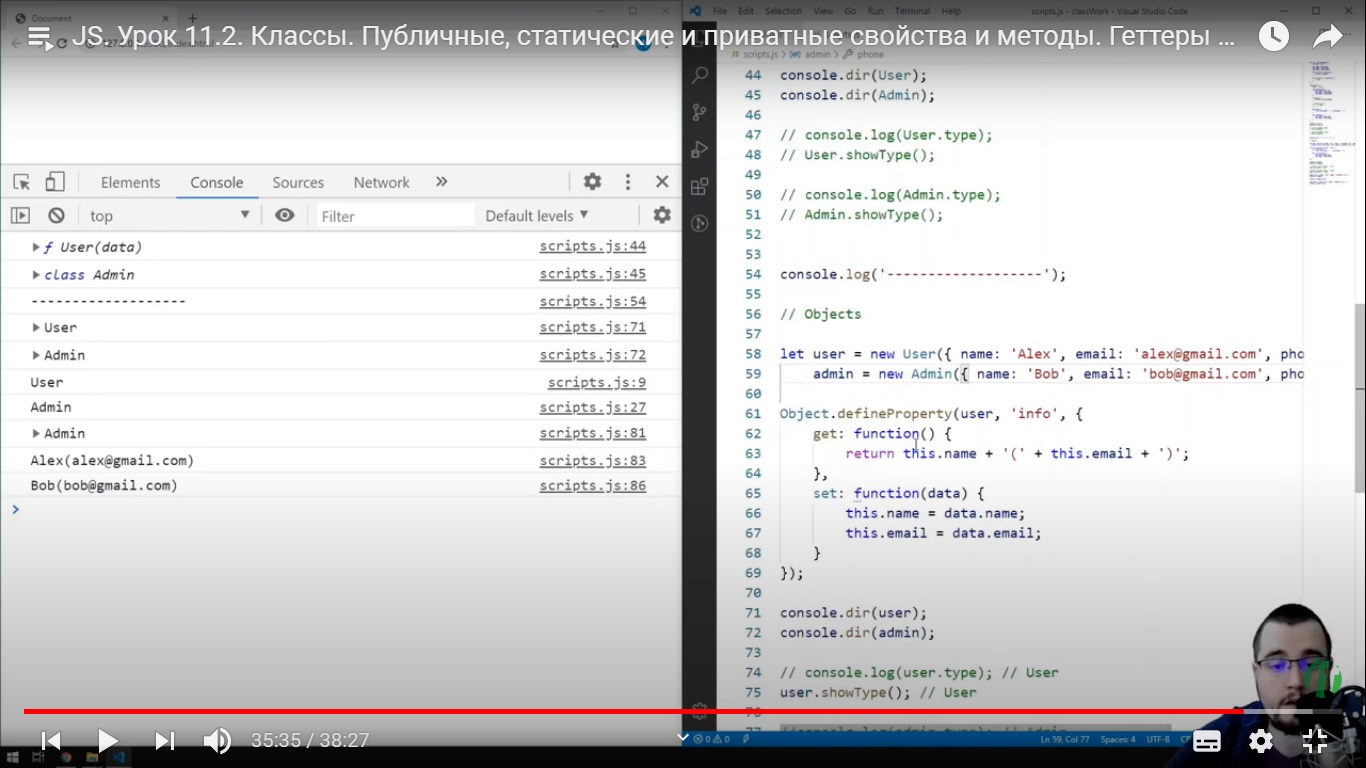 Document
JS. Урок 11.2. Классы. Публичные, статические и приватные свойства и методы. Геттеры ...
File Edit Selection View Go Run Terminal Help
scripts.js - classWork - Visual Studio Code
scripts.js > admin > phone
Elements Console Sources Network »
top Filter Default levels ▼
▶ ƒ User(data) scripts.js:44
▶ class Admin scripts.js:45
------------------- scripts.js:54
▶ User scripts.js:71
▶ Admin scripts.js:72
User scripts.js:9
Admin scripts.js:27
▶ Admin scripts.js:81
Alex(alex@gmail.com) scripts.js:83
Bob(bob@gmail.com) scripts.js:86
>
44 console.dir(User);
45 console.dir(Admin);
46
47 // console.log(User.type);
48 // User.showType();
49
50 // console.log(Admin.type);
51 // Admin.showType();
52
53
54 console.log('-------------------');
55
56 // Objects
57
58 let user = new User({ name: 'Alex', email: 'alex@gmail.com', pho
59 admin = new Admin({ name: 'Bob', email: 'bob@gmail.com', pho
60
61 Object.defineProperty(user, 'info', {
62 get: function() {
63 return this.name + '(' + this.email + ')';
64 },
65 set: function(data) {
66 this.name = data.name;
67 this.email = data.email;
68 }
69 });
70
71 console.dir(user);
72 console.dir(admin);
73
74 // console.log(user.type); // User
75 user.showType(); // User
35:35 / 38:27
0 0
Ln 59, Col 77 Spaces: 4 UTF-8